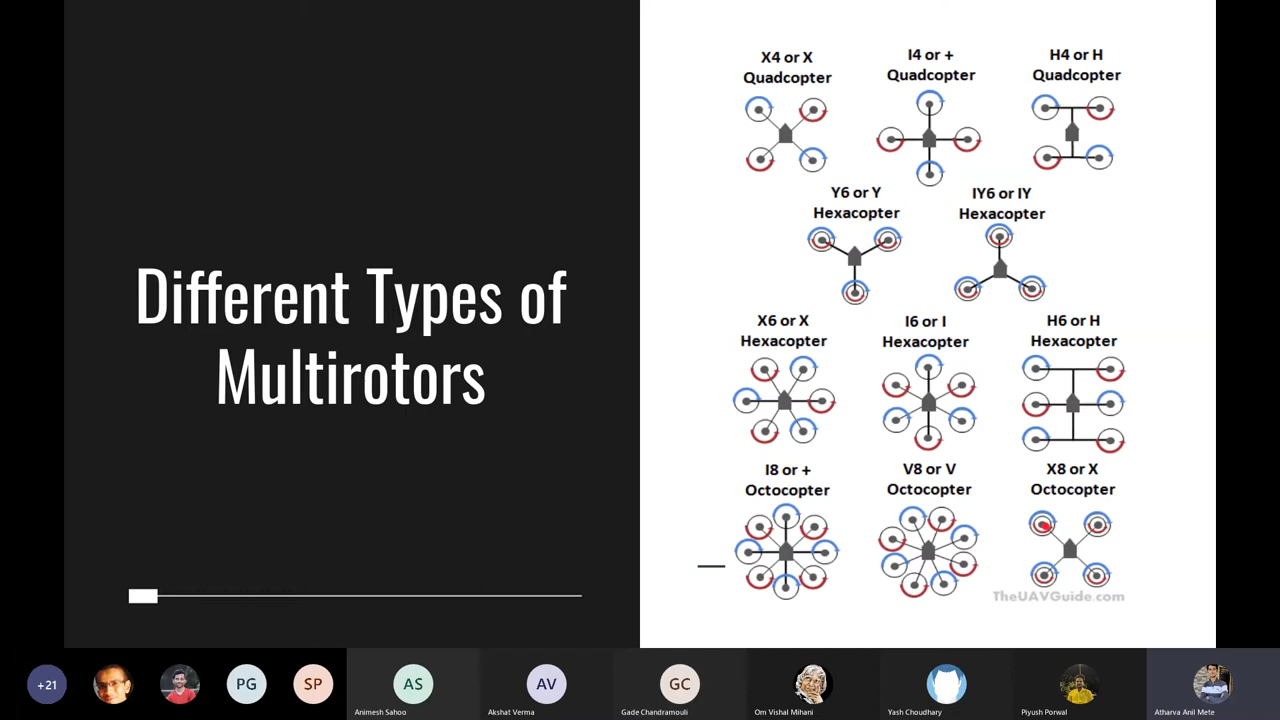 Different Types of
Multirotors
X4 or X
Quadcopter
I4 or +
Quadcopter
H4 or H
Quadcopter
Y6 or Y
Hexacopter
IY6 or IY
Hexacopter
X6 or X
Hexacopter
I6 or I
Hexacopter
H6 or H
Hexacopter
I8 or +
Octocopter
V8 or V
Octocopter
X8 or X
Octocopter
TheUAVGuide.com
+21
PG
SP
AS
Animesh Sahoo
AV
Akshat Verma
GC
Gade Chandramouli
Om Vishal Mihani
Yash Choudhary
Piyush Porwal
Atharva Anil Mete